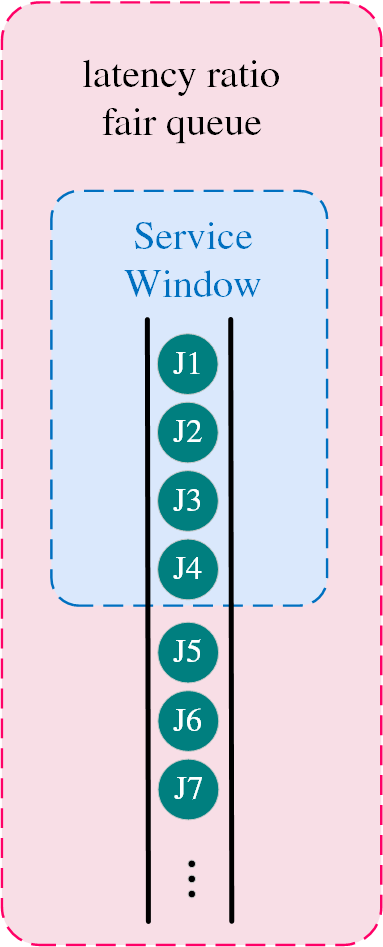 latency ratio
fair queue
Service
Window
J1
J2
J3
J4
J5
J6
J7
⋮